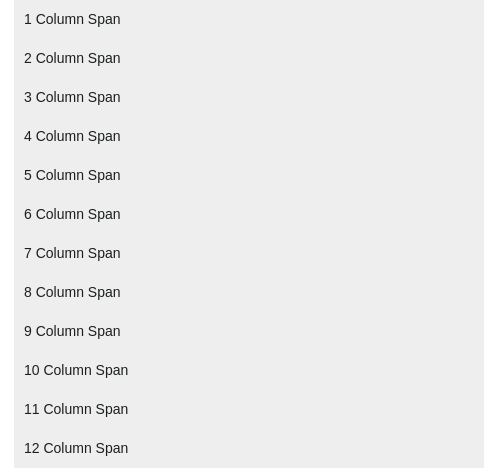 1 Column Span
2 Column Span
3 Column Span
4 Column Span
5 Column Span
6 Column Span
7 Column Span
8 Column Span
9 Column Span
10 Column Span
11 Column Span
12 Column Span